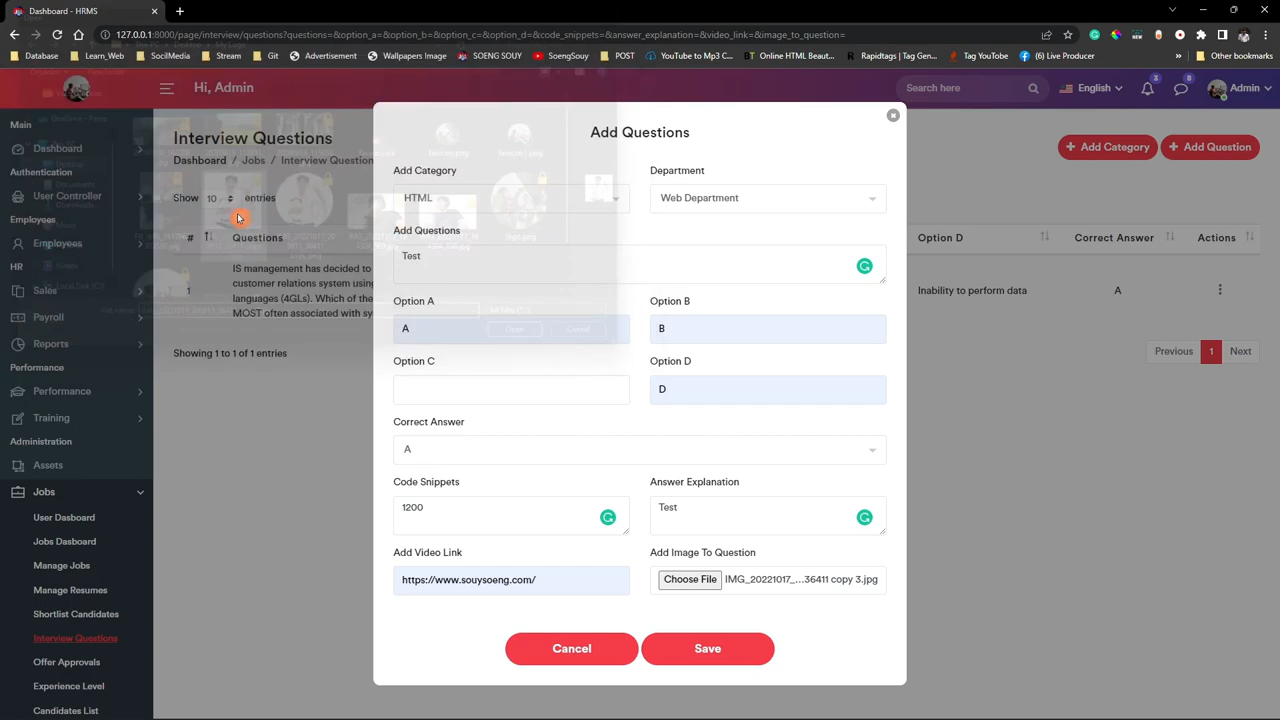 Dashboard - HRMS
127.0.0.1:8000/page/interview/questions?questions=&option_a=&option_b=&option_c=&option_d=&code_snippets=&answer_explanation=&video_link=&image_to_question=
Database
Learn_Web
SocilMedia
Stream
Git
Advertisement
Wallpapers Image
SOENG SOUY
SoengSouy
POST
YouTube to Mp3 C...
Online HTML Beaut...
Rapidtags | Tag Gen...
Tag YouTube
(6) Live Producer
Other bookmarks
Hi, Admin
Search here
English
3
8
Admin
Main
Dashboard
Authentication
User Controller
Employees
Employees
HR
Sales
Payroll
Reports
Performance
Performance
Training
Administration
Assets
Jobs
User Dasboard
Jobs Dasboard
Manage Jobs
Manage Resumes
Shortlist Candidates
Interview Questions
Offer Approvals
Experience Level
Candidates List
Interview Questions
Dashboard / Jobs / Interview Question
Add Category
Add Question
Show 10 entries
#
Questions
Option D
Correct Answer
Actions
1
IS management has decided to
customer relations system using
languages (4GLs). Which of the
MOST often associated with sy
Inability to perform data
A
Showing 1 to 1 of 1 entries
Previous
1
Next
Add Questions
Add Category
Department
HTML
Web Department
Add Questions
Test
Option A
Option B
A
B
Option C
Option D
D
Correct Answer
A
Code Snippets
Answer Explanation
1200
Test
Add Video Link
Add Image To Question
https://www.souysoeng.com/
Choose File IMG_20221017_...36411 copy 3.jpg
Cancel
Save